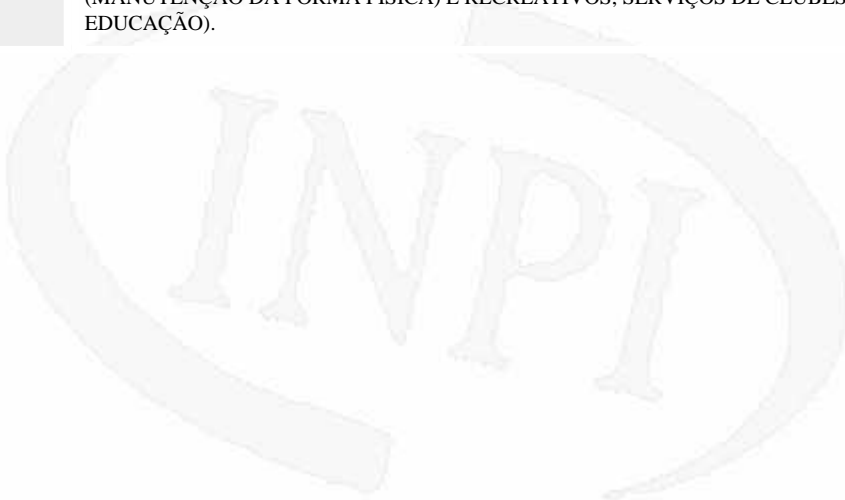 (MANUTENÇÃO DA FORMA FÍSICA) E RECREATIVOS; SERVIÇOS DE CLUBES
EDUCAÇÃO).
INPI